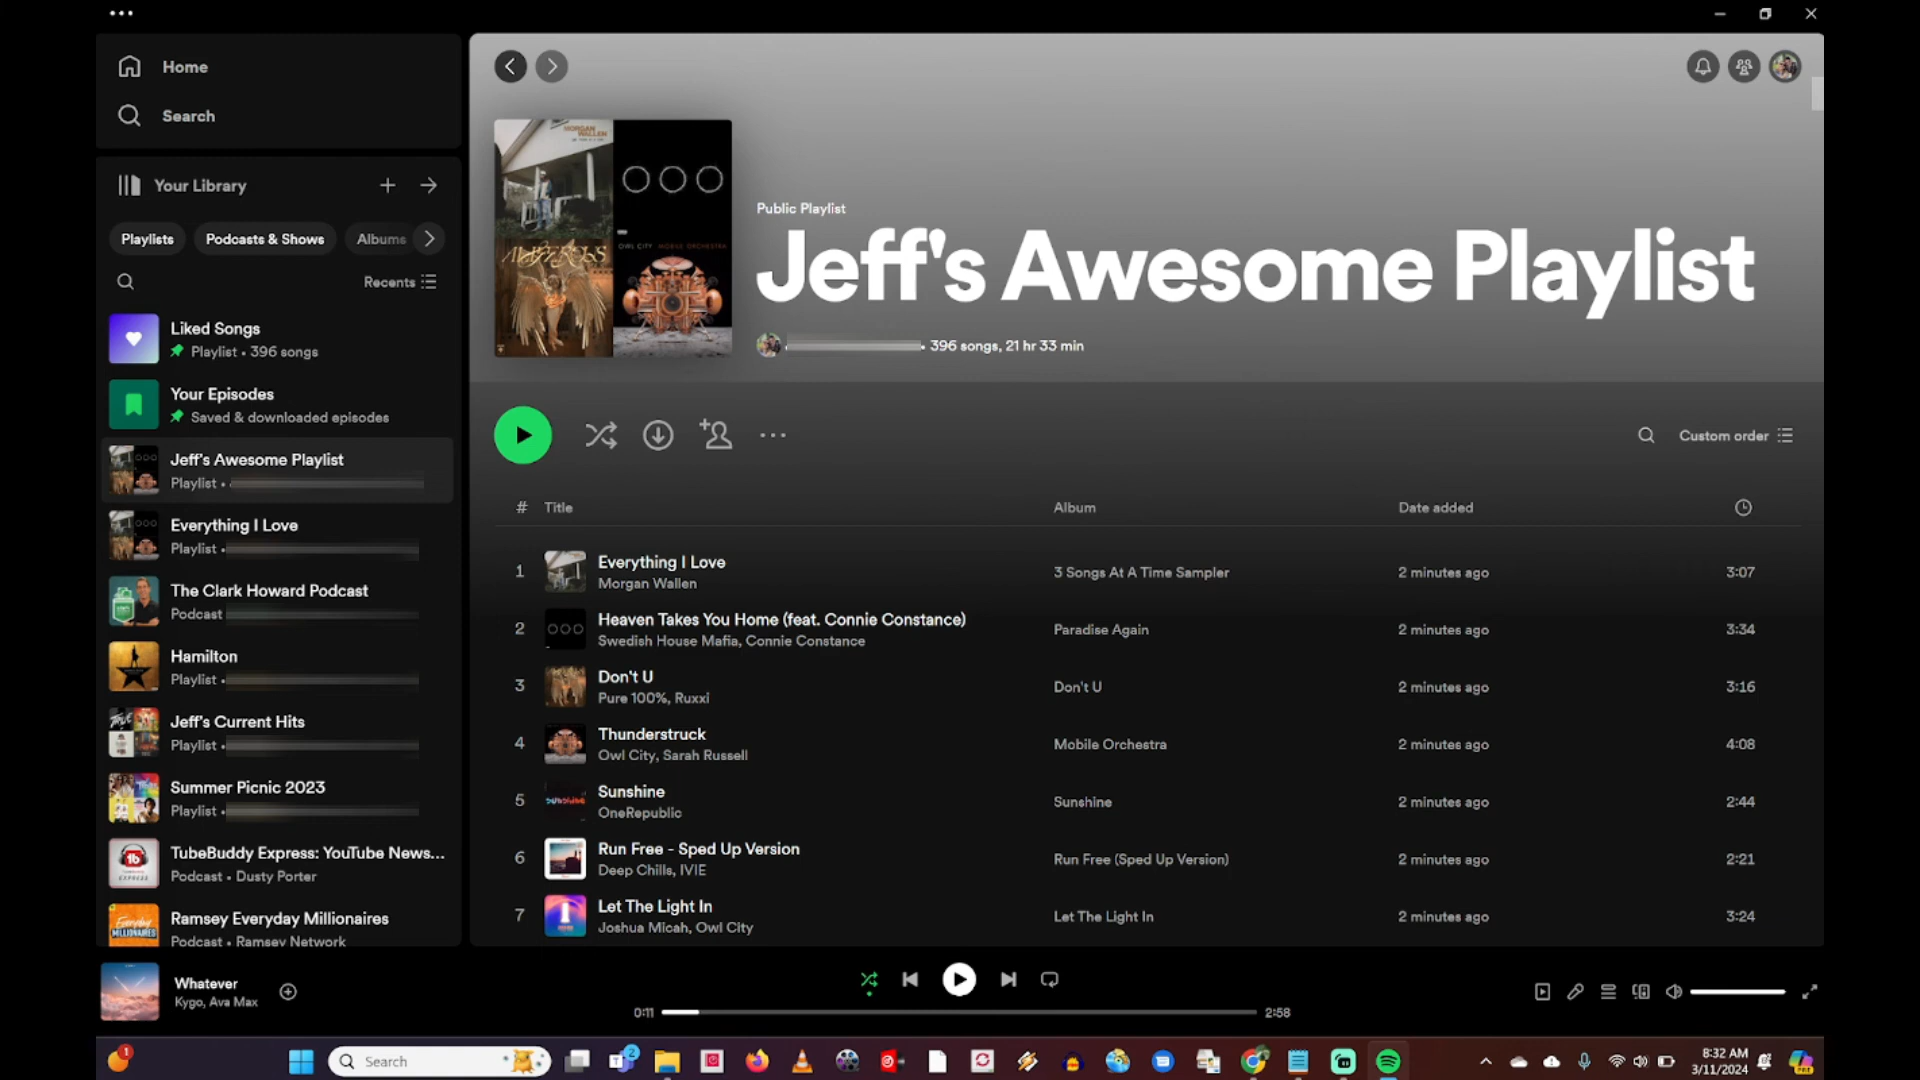 Home
Search
Your Library
Playlists
Podcasts & Shows
Albums
Recents
Liked Songs
Playlist • 396 songs
Your Episodes
Saved & downloaded episodes
Jeff's Awesome Playlist
Playlist •
Everything I Love
Playlist •
The Clark Howard Podcast
Podcast
Hamilton
Playlist •
Jeff's Current Hits
Playlist •
Summer Picnic 2023
Playlist •
TubeBuddy Express: YouTube News...
Podcast • Dusty Porter
Ramsey Everyday Millionaires
Podcast • Ramsey Network
MORGAN
WALLEN
OWL CITY MOBILE ORCHESTRA
Public Playlist
Jeff's Awesome Playlist
• 396 songs, 21 hr 33 min
Custom order
# Title Album Date added
1 Everything I Love 3 Songs At A Time Sampler 2 minutes ago 3:07
Morgan Wallen
2 Heaven Takes You Home (feat. Connie Constance) Paradise Again 2 minutes ago 3:34
Swedish House Mafia, Connie Constance
3 Don't U Don't U 2 minutes ago 3:16
Pure 100%, Ruxxi
4 Thunderstruck Mobile Orchestra 2 minutes ago 4:08
Owl City, Sarah Russell
5 Sunshine Sunshine 2 minutes ago 2:44
OneRepublic
6 Run Free - Sped Up Version Run Free (Sped Up Version) 2 minutes ago 2:21
Deep Chills, IVIE
7 Let The Light In Let The Light In 2 minutes ago 3:24
Joshua Micah, Owl City
Whatever
Kygo, Ava Max
0:11
2:58
1
Search
2
8:32 AM
3/11/2024